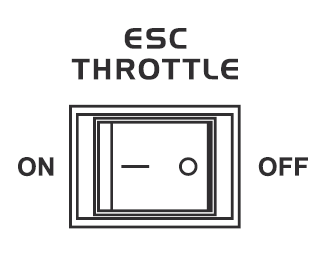 ESC
THROTTLE
ON — O OFF